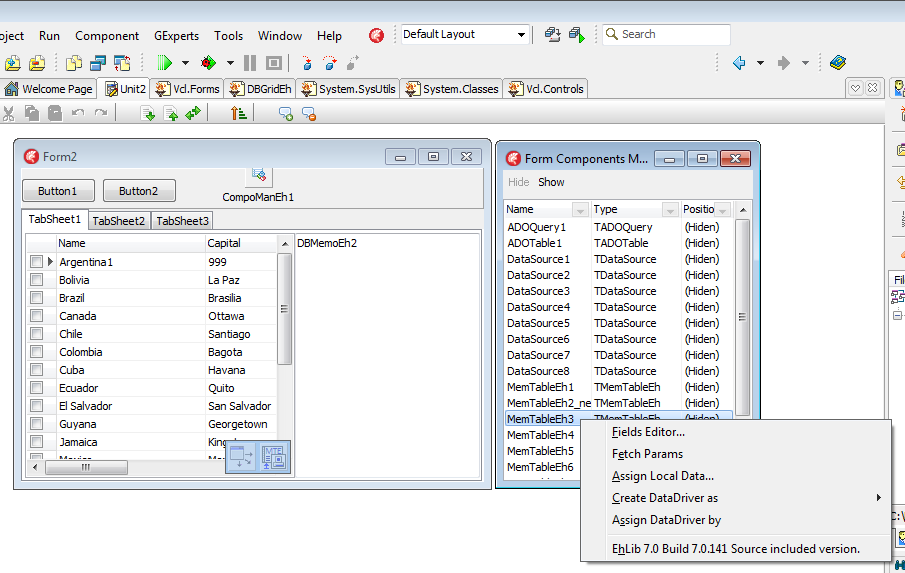 oject Run Component GExperts Tools Window Help Default Layout Search
Welcome Page Unit2 Vcl.Forms DBGridEh System.SysUtils System.Classes Vcl.Controls
Form2
Button1 Button2 CompoManEh1
TabSheet1 TabSheet2 TabSheet3
Name Capital DBMemoEh2
Argentina1 999
Bolivia La Paz
Brazil Brasilia
Canada Ottawa
Chile Santiago
Colombia Bagota
Cuba Havana
Ecuador Quito
El Salvador San Salvador
Guyana Georgetown
Jamaica
MTE
Form Components M...
Hide Show
Name Type Positio
ADOQuery1 TADOQuery (Hiden)
ADOTable1 TADOTable (Hiden)
DataSource1 TDataSource (Hiden)
DataSource2 TDataSource (Hiden)
DataSource3 TDataSource (Hiden)
DataSource4 TDataSource (Hiden)
DataSource5 TDataSource (Hiden)
DataSource6 TDataSource (Hiden)
DataSource7 TDataSource (Hiden)
DataSource8 TDataSource (Hiden)
MemTableEh1 TMemTableEh (Hiden)
MemTableEh2_ne TMemTableEh (Hiden)
MemTableEh3 TMemTableEh (Hiden)
MemTableEh4
MemTableEh5
MemTableEh6
Fields Editor...
Fetch Params
Assign Local Data...
Create DataDriver as
Assign DataDriver by
EhLib 7.0 Build 7.0.141 Source included version.
Fil
C:\